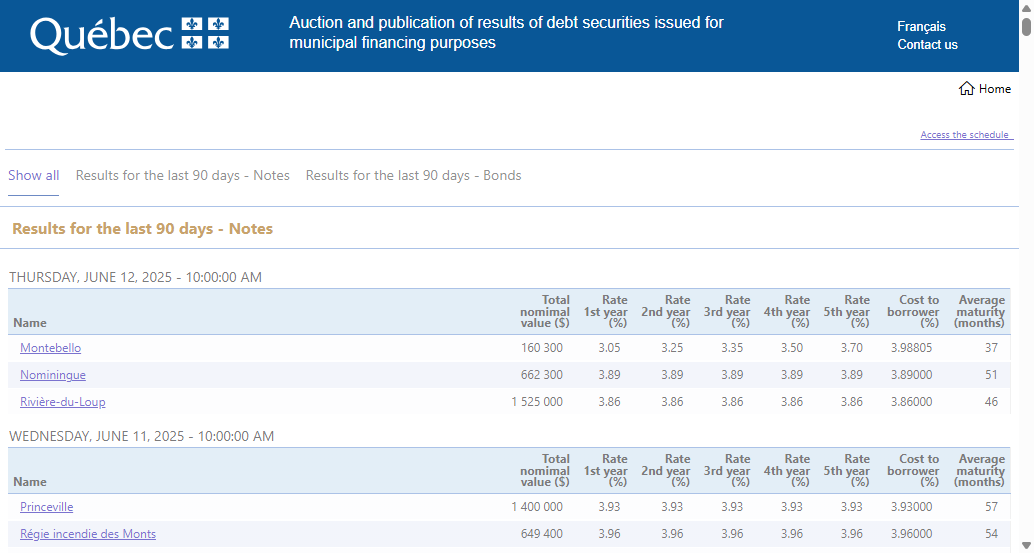 Québec
Auction and publication of results of debt securities issued for
municipal financing purposes
Français
Contact us
Home
Access the schedule
Show all Results for the last 90 days - Notes Results for the last 90 days - Bonds
Results for the last 90 days - Notes
THURSDAY, JUNE 12, 2025 - 10:00:00 AM
Name Total nomimal value ($) Rate 1st year (%) Rate 2nd year (%) Rate 3rd year (%) Rate 4th year (%) Rate 5th year (%) Cost to borrower (%) Average maturity (months)
Montebello 160 300 3.05 3.25 3.35 3.50 3.70 3.98805 37
Nominingue 662 300 3.89 3.89 3.89 3.89 3.89 3.89000 51
Rivière-du-Loup 1 525 000 3.86 3.86 3.86 3.86 3.86 3.86000 46
WEDNESDAY, JUNE 11, 2025 - 10:00:00 AM
Name Total nomimal value ($) Rate 1st year (%) Rate 2nd year (%) Rate 3rd year (%) Rate 4th year (%) Rate 5th year (%) Cost to borrower (%) Average maturity (months)
Princeville 1 400 000 3.93 3.93 3.93 3.93 3.93 3.93000 57
Régie incendie des Monts 649 400 3.96 3.96 3.96 3.96 3.96 3.96000 54